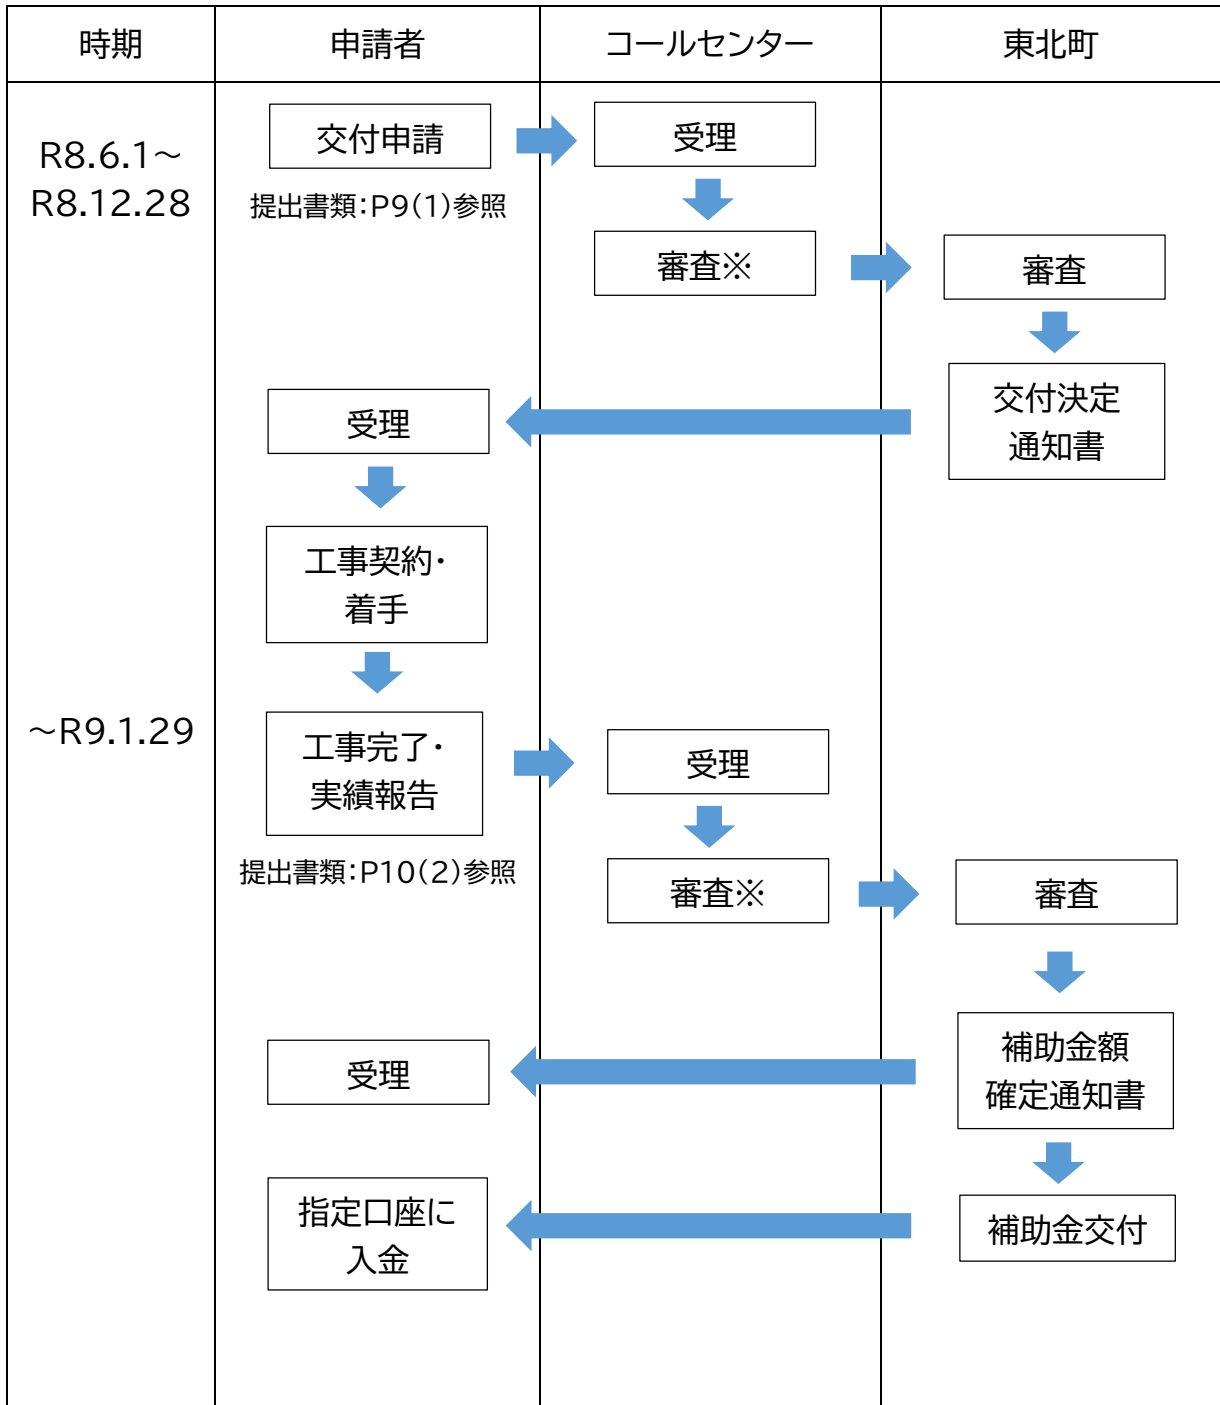 時期
申請者
コールセンター
東北町
R8.6.1～
R8.12.28
交付申請
提出書類：P9(1)参照
受理
審査※
審査
交付決定
通知書
受理
工事契約・
着手
～R9.1.29
工事完了・
実績報告
提出書類：P10(2)参照
受理
審査※
審査
補助金額
確定通知書
受理
補助金交付
指定口座に
入金